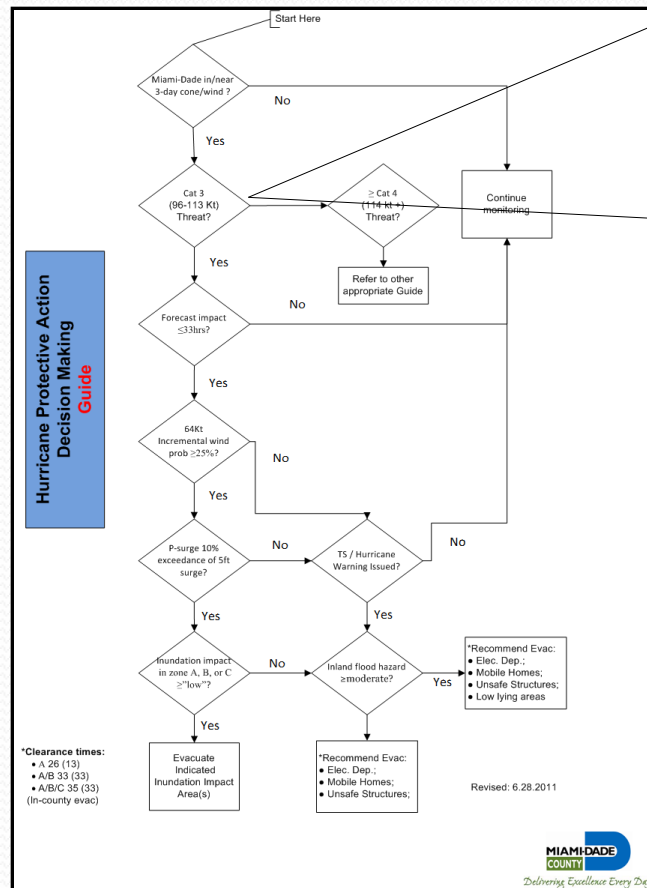 Start Here
Miami-Dade in/near
3-day cone/wind ?
No
Yes
Cat 3
(96-113 Kt)
Threat?
≥ Cat 4
(114 kt +)
Threat?
Continue
monitoring
Yes
Refer to other
appropriate Guide
Hurricane Protective Action
Decision Making
Guide
Forecast impact
≤33hrs?
No
Yes
64Kt
Incremental wind
prob ≥25%?
No
Yes
P-surge 10%
exceedance of 5ft
surge?
No
TS / Hurricane
Warning Issued?
No
Yes
Yes
Inundation impact
in zone A, B, or C
≥"low"?
No
Inland flood hazard
≥moderate?
Yes
*Recommend Evac:
● Elec. Dep.;
● Mobile Homes;
● Unsafe Structures;
● Low lying areas
Yes
*Clearance times:
● A 26 (13)
● A/B 33 (33)
● A/B/C 35 (33)
(In-county evac)
Evacuate
Indicated
Inundation Impact
Area(s)
*Recommend Evac:
● Elec. Dep.;
● Mobile Homes;
● Unsafe Structures;
Revised: 6.28.2011
MIAMI-DADE
COUNTY
Delivering Excellence Every Day